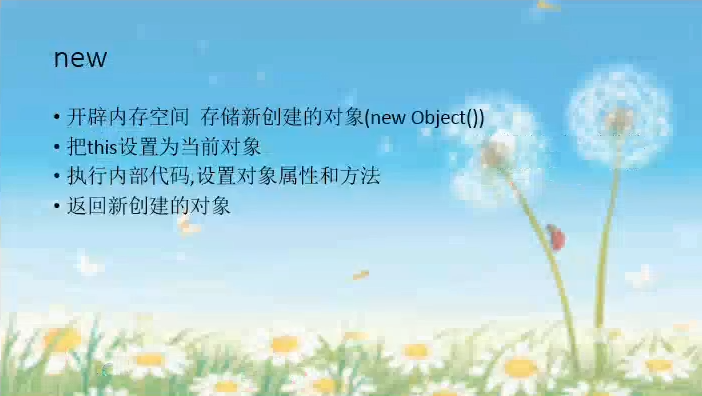 new
• 开辟内存空间 存储新创建的对象(new Object())
• 把this设置为当前对象
• 执行内部代码,设置对象属性和方法
• 返回新创建的对象